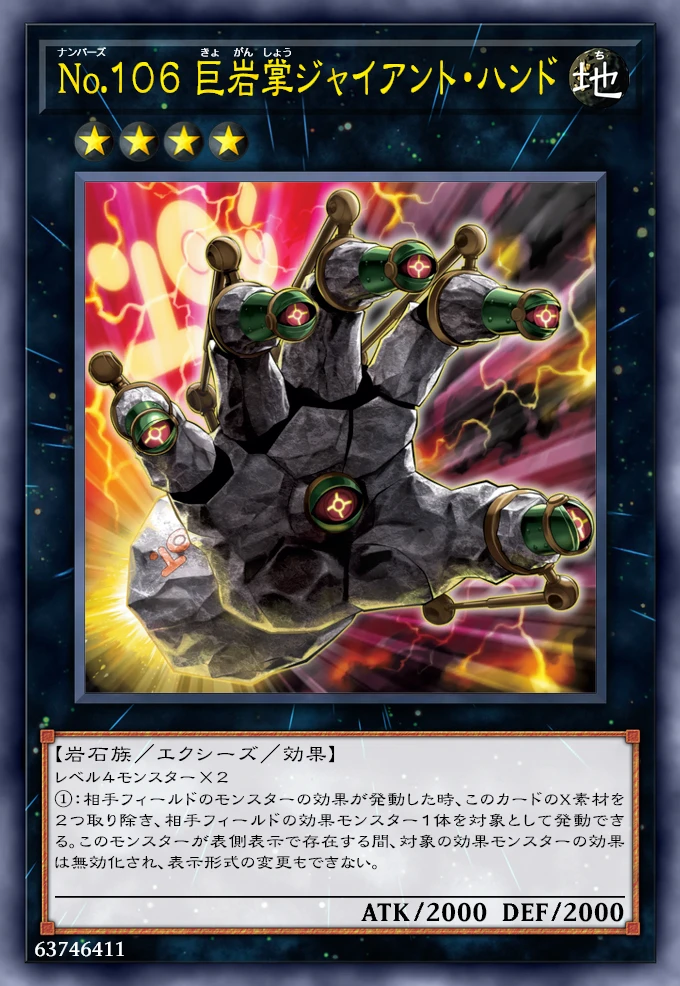 ナンバーズ きょ がん しょう
No.106 巨岩掌ジャイアント・ハンド
ち
地
106
106
【岩石族／エクシーズ／効果】
レベル４モンスター×２
①：相手フィールドのモンスターの効果が発動した時、このカードのX素材を
２つ取り除き、相手フィールドの効果モンスター１体を対象として発動でき
る。このモンスターが表側表示で存在する間、対象の効果モンスターの効果
は無効化され、表示形式の変更もできない。
ATK/2000 DEF/2000
63746411